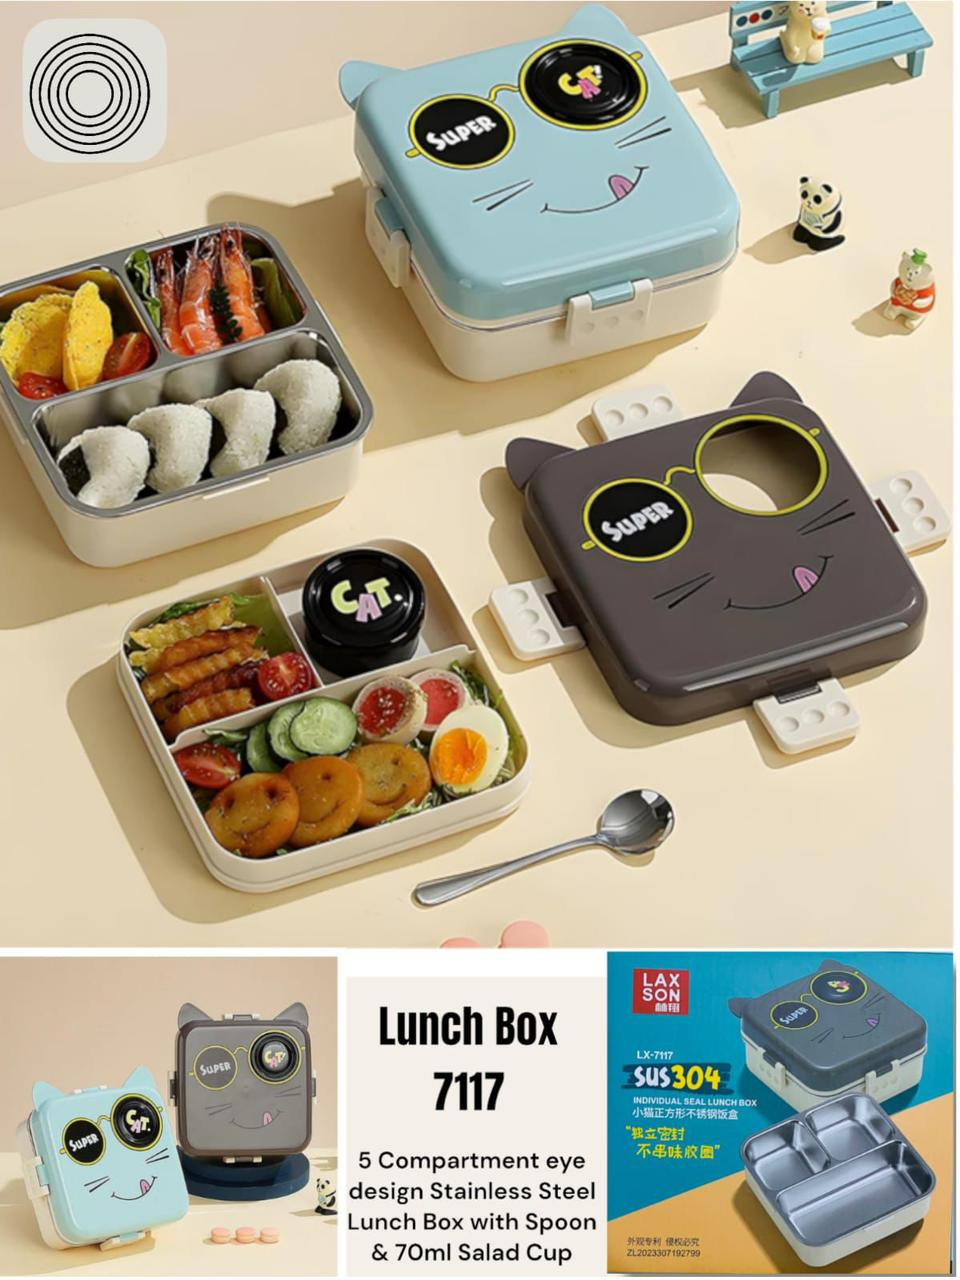 SUPER
CAT!
SUPER
CAT.
SUPER
CAT!
SUPER
CAT.
Lunch Box
7117
5 Compartment eye
design Stainless Steel
Lunch Box with Spoon
& 70ml Salad Cup
LAX
SON
林翔
SUPER
LX-7117
SUS304
INDIVIDUAL SEAL LUNCH BOX
小猫正方形不锈钢饭盒
"独立密封
不串味胶圈"
外观专利 侵权必究
ZL2023307192799